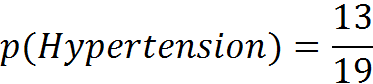 p(Hypertension) = 13/19